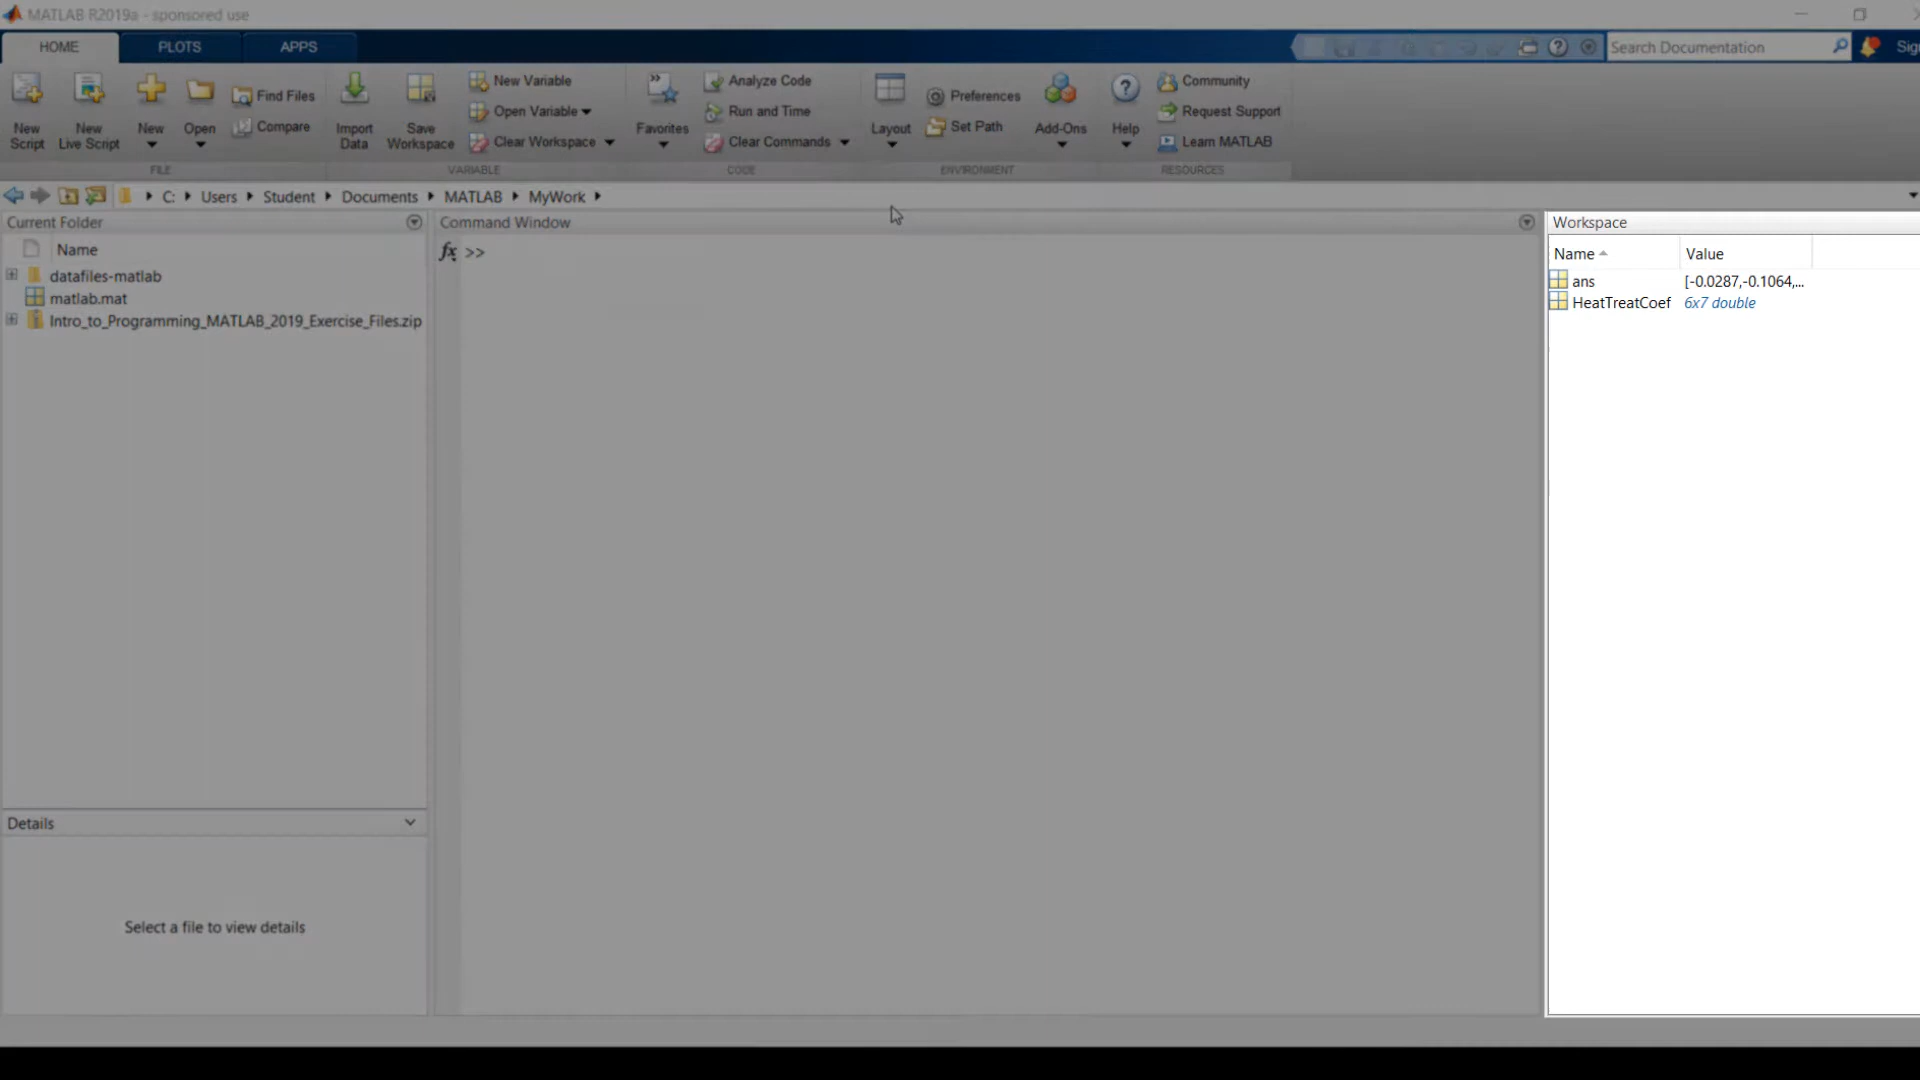 MATLAB R2019a - sponsored use
HOME PLOTS APPS
Search Documentation
New Script
New Live Script
New
Open
Find Files
Compare
FILE
Import Data
Save Workspace
New Variable
Open Variable
Clear Workspace
VARIABLE
Favorites
Analyze Code
Run and Time
Clear Commands
CODE
Layout
Preferences
Set Path
Add-Ons
ENVIRONMENT
Help
Community
Request Support
Learn MATLAB
RESOURCES
C: Users Student Documents MATLAB MyWork
Current Folder
Name
datafiles-matlab
matlab.mat
Intro_to_Programming_MATLAB_2019_Exercise_Files.zip
Details
Select a file to view details
Command Window
fx >>
Workspace
Name Value
ans [-0.0287,-0.1064,...
HeatTreatCoef 6x7 double